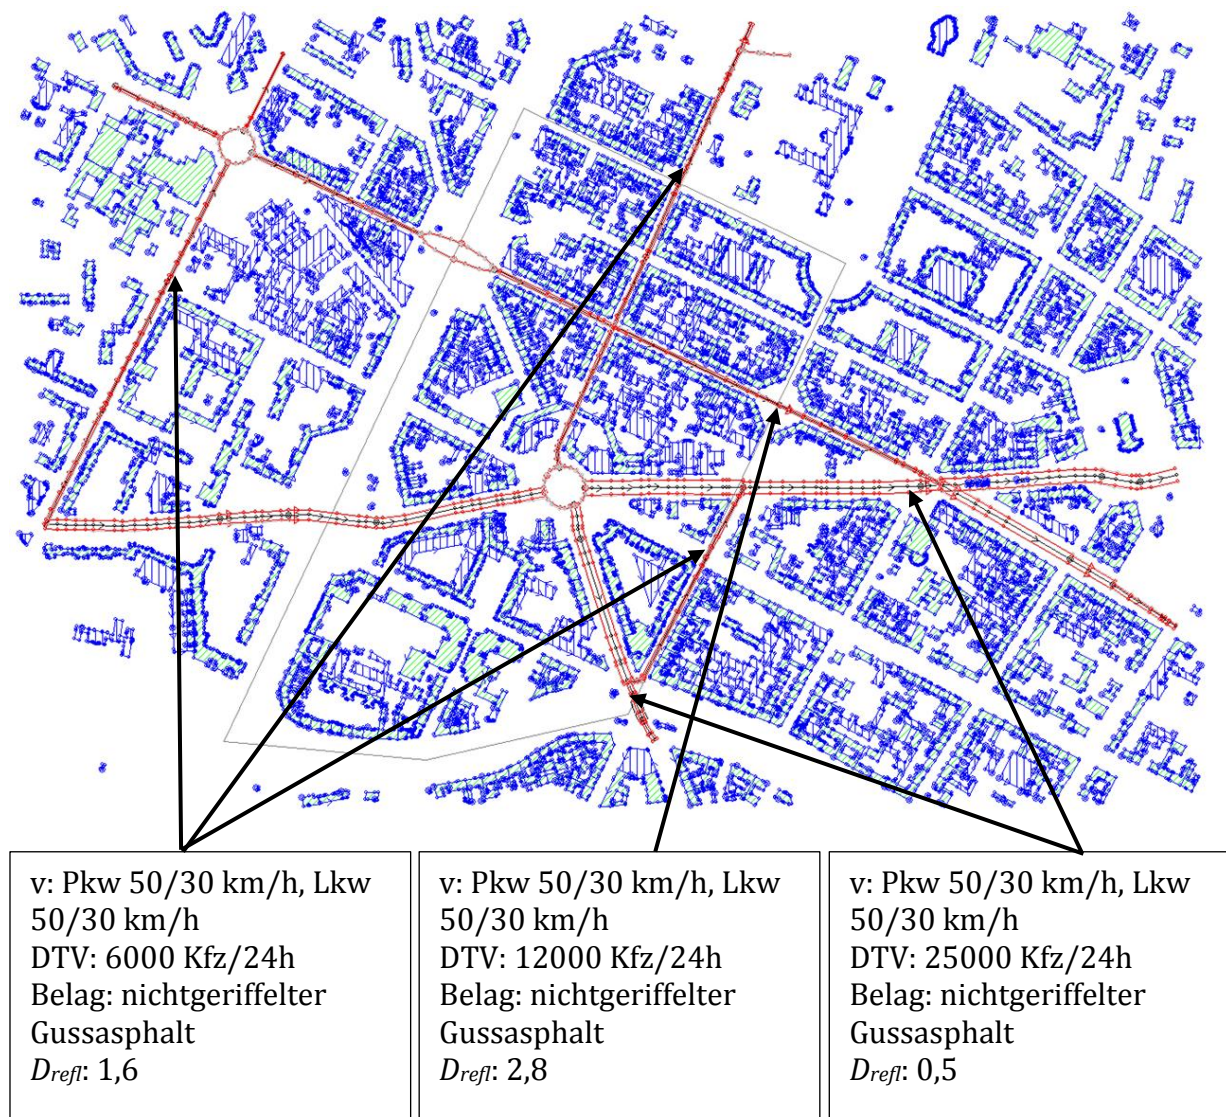 v: Pkw 50/30 km/h, Lkw
50/30 km/h
DTV: 6000 Kfz/24h
Belag: nichtgeriffelter
Gussasphalt
Drefl: 1,6
v: Pkw 50/30 km/h, Lkw
50/30 km/h
DTV: 12000 Kfz/24h
Belag: nichtgeriffelter
Gussasphalt
Drefl: 2,8
v: Pkw 50/30 km/h, Lkw
50/30 km/h
DTV: 25000 Kfz/24h
Belag: nichtgeriffelter
Gussasphalt
Drefl: 0,5